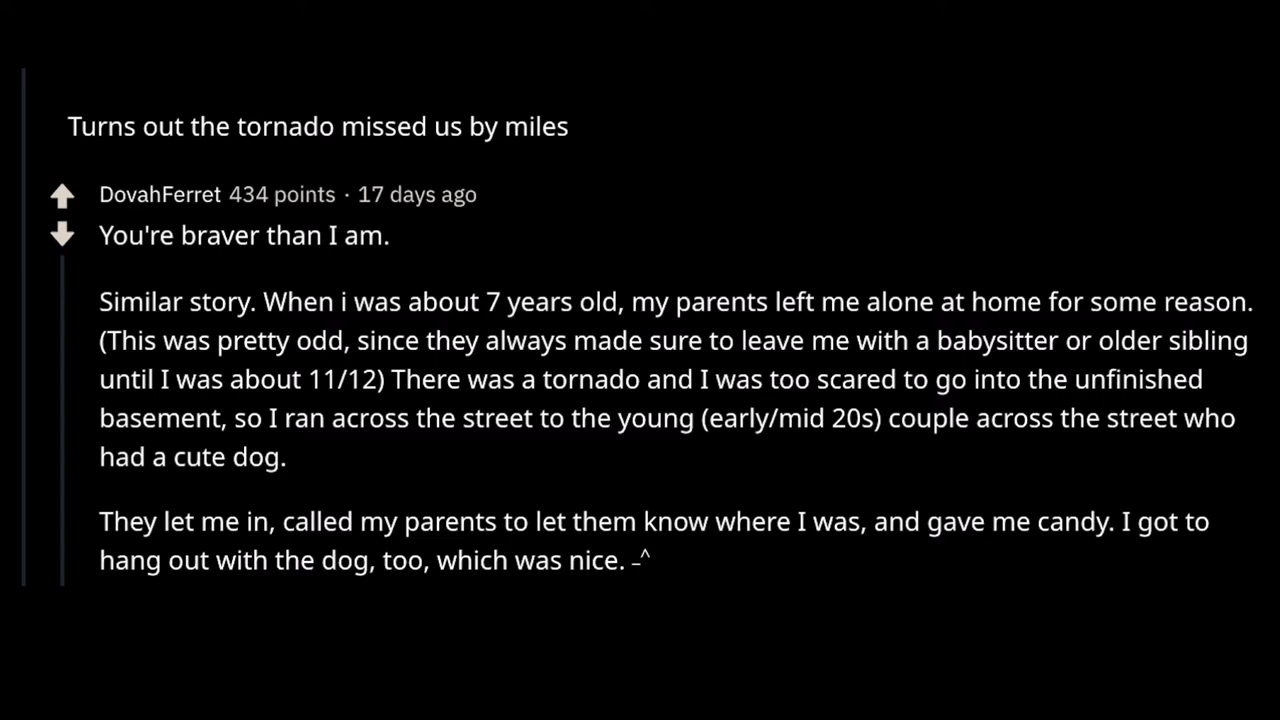 Turns out the tornado missed us by miles
DovahFerret 434 points · 17 days ago
You're braver than I am.
Similar story. When i was about 7 years old, my parents left me alone at home for some reason.
(This was pretty odd, since they always made sure to leave me with a babysitter or older sibling
until I was about 11/12) There was a tornado and I was too scared to go into the unfinished
basement, so I ran across the street to the young (early/mid 20s) couple across the street who
had a cute dog.
They let me in, called my parents to let them know where I was, and gave me candy. I got to
hang out with the dog, too, which was nice. –^